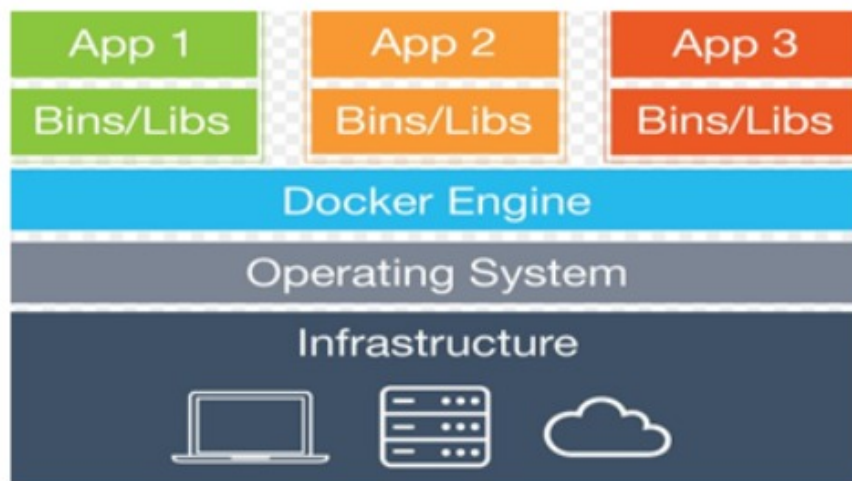 App 1 App 2 App 3
Bins/Libs Bins/Libs Bins/Libs
Docker Engine
Operating System
Infrastructure